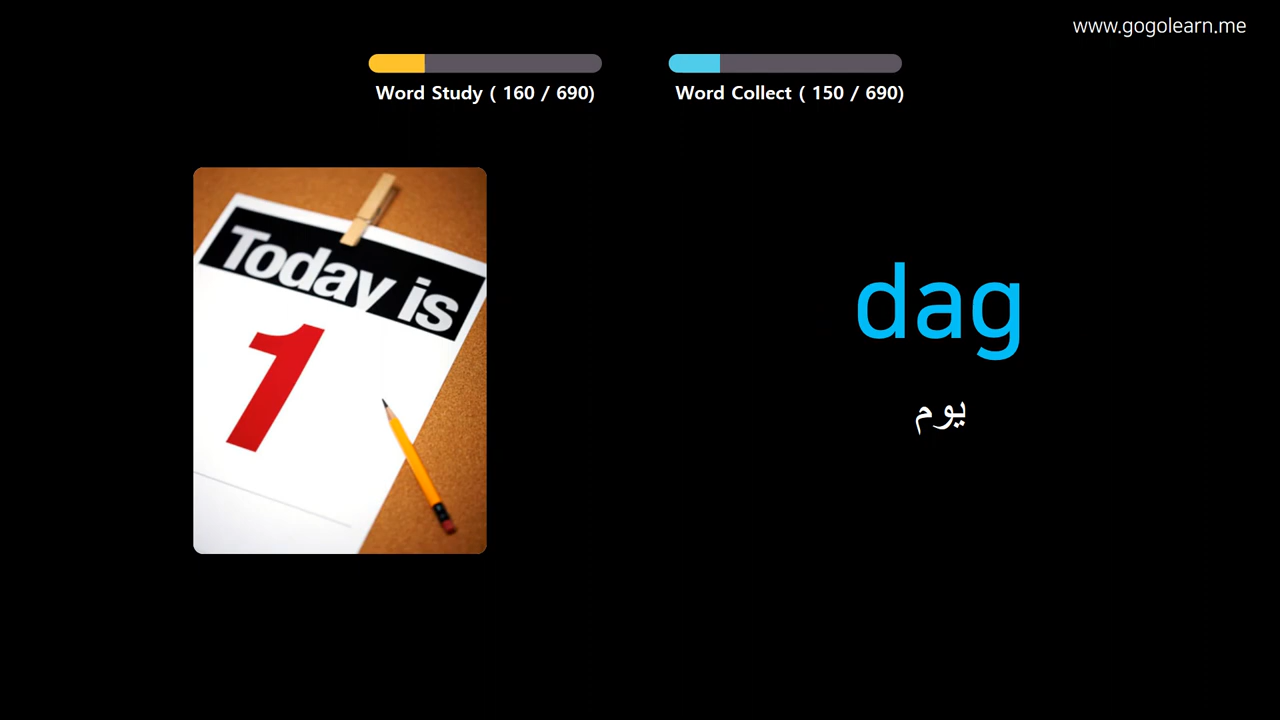 www.gogolearn.me
Word Study ( 160 / 690)
Word Collect ( 150 / 690)
Today is
1
dag
يوم